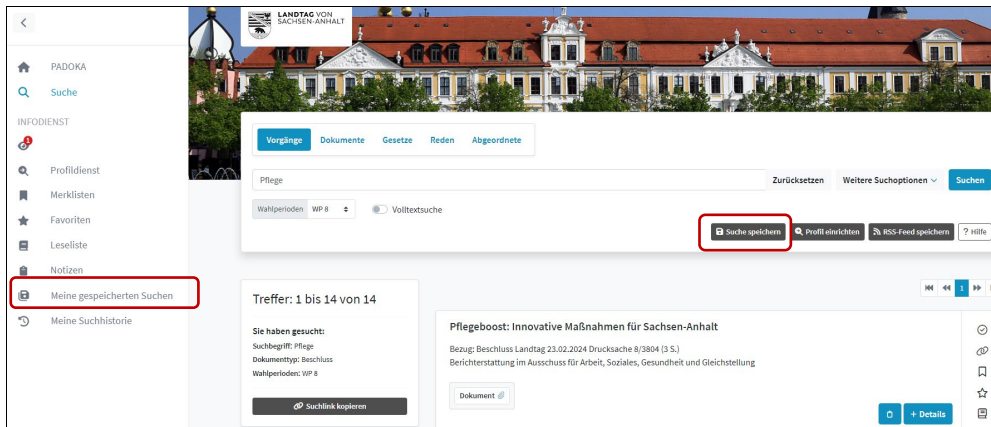 PADOKA
Suche
INFODIENST
1
Profildienst
Merklisten
Favoriten
Leseliste
Notizen
Meine gespeicherten Suchen
Meine Suchhistorie
LANDTAG VON
SACHSEN-ANHALT
Vorgänge Dokumente Gesetze Reden Abgeordnete
Pflege Zurücksetzen Weitere Suchoptionen Suchen
Wahlperioden WP 8 Volltextsuche
Suche speichern Profil einrichten RSS-Feed speichern ? Hilfe
1
Treffer: 1 bis 14 von 14
Sie haben gesucht:
Suchbegriff: Pflege
Dokumenttyp: Beschluss
Wahlperioden: WP 8
Suchlink kopieren
Pflegeboost: Innovative Maßnahmen für Sachsen-Anhalt
Bezug: Beschluss Landtag 23.02.2024 Drucksache 8/3804 (3 S.)
Berichterstattung im Ausschuss für Arbeit, Soziales, Gesundheit und Gleichstellung
Dokument
+ Details